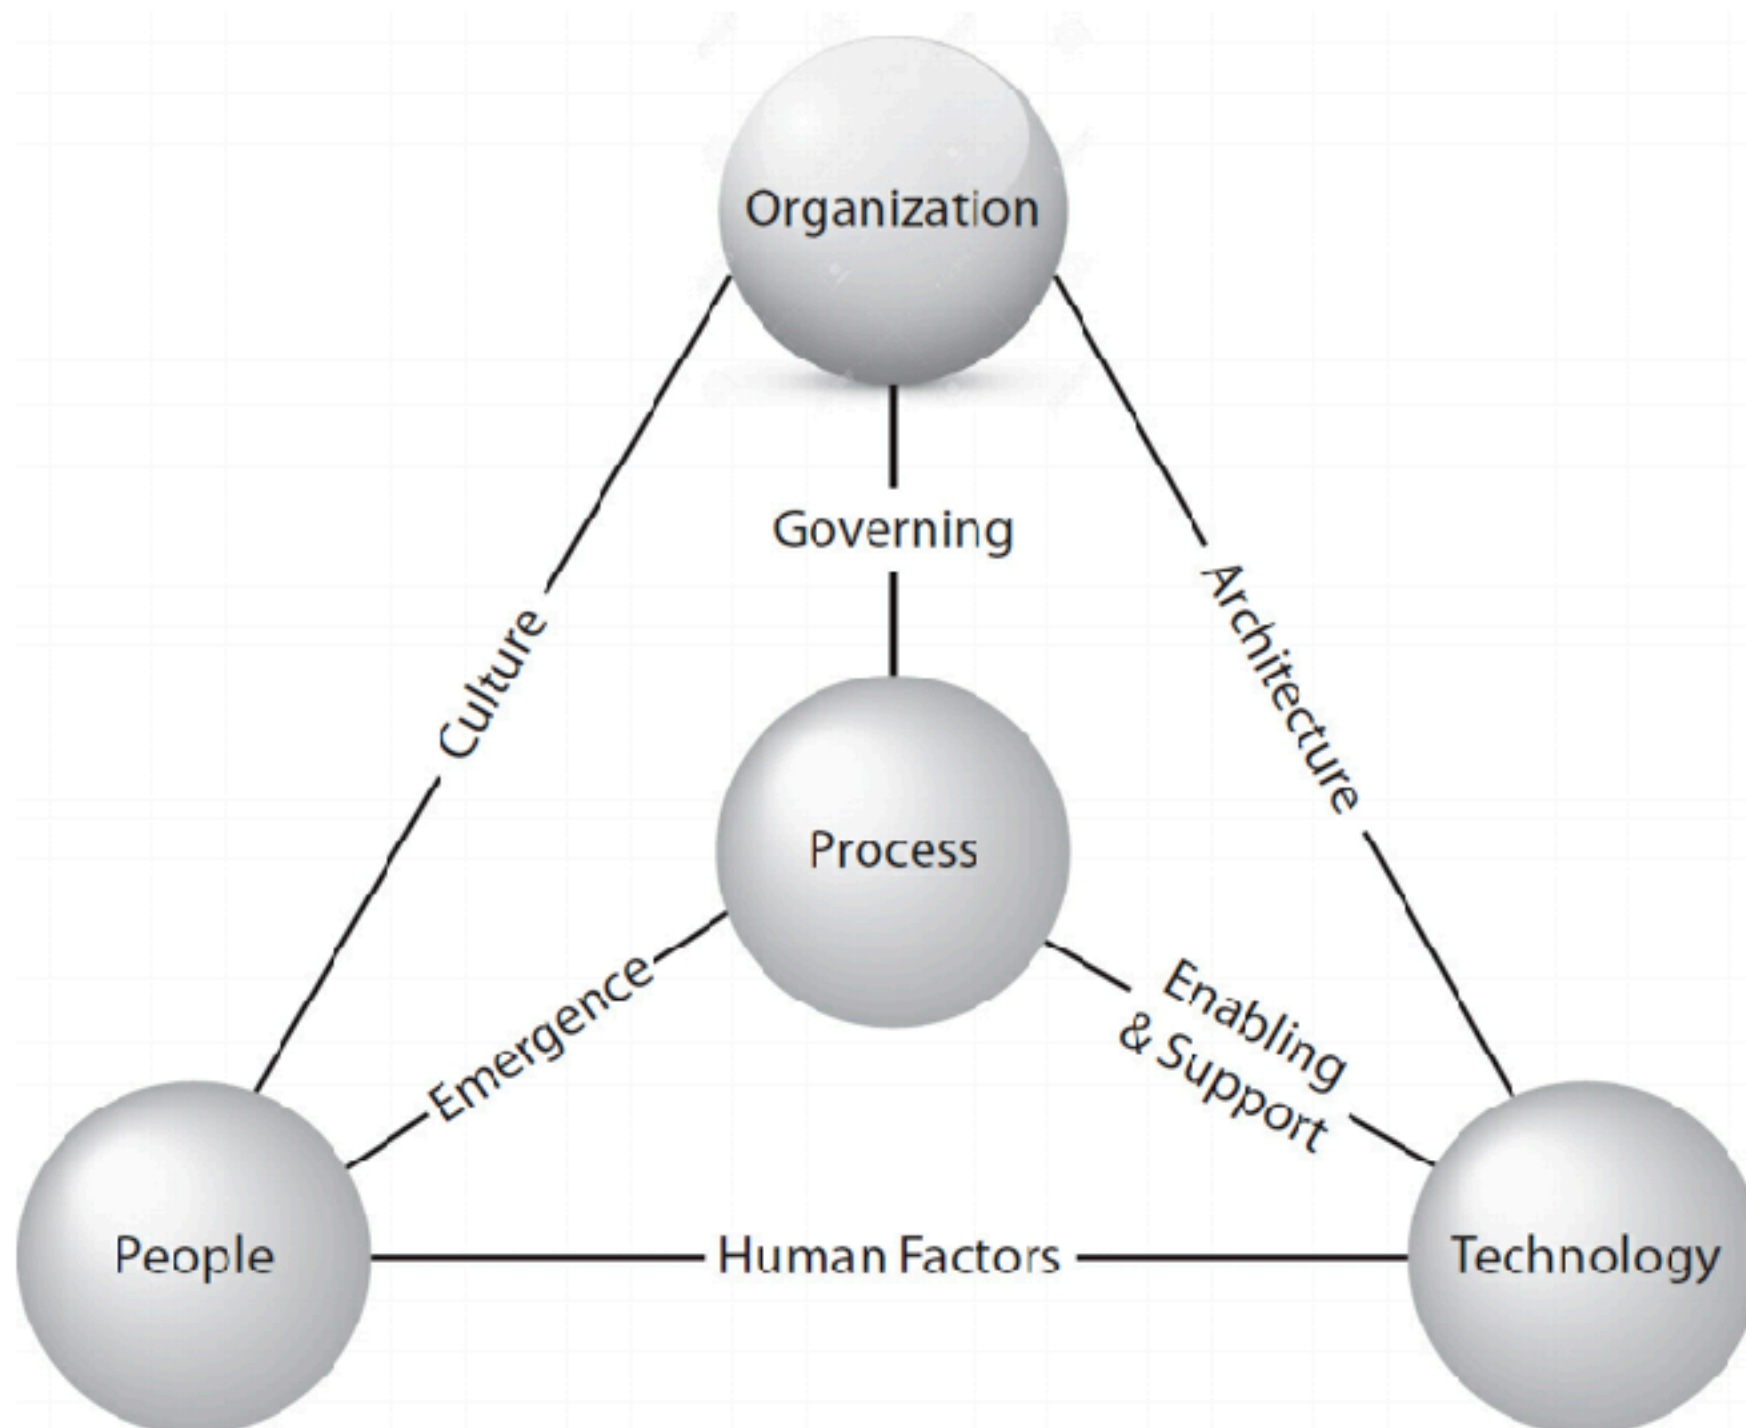 Organization
Governing
Culture
Architecture
Process
Emergence
Enabling
& Support
People
Human Factors
Technology